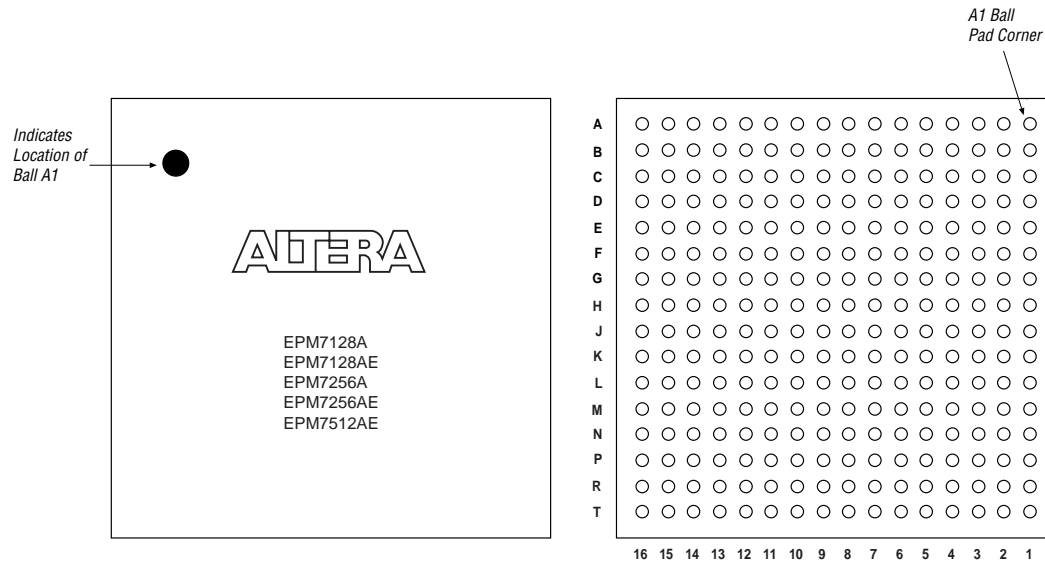 A1 Ball
Pad Corner
Indicates
Location of
Ball A1
ALTERA
EPM7128A
EPM7128AE
EPM7256A
EPM7256AE
EPM7512AE
A
B
C
D
E
F
G
H
J
K
L
M
N
P
R
T
16 15 14 13 12 11 10 9 8 7 6 5 4 3 2 1